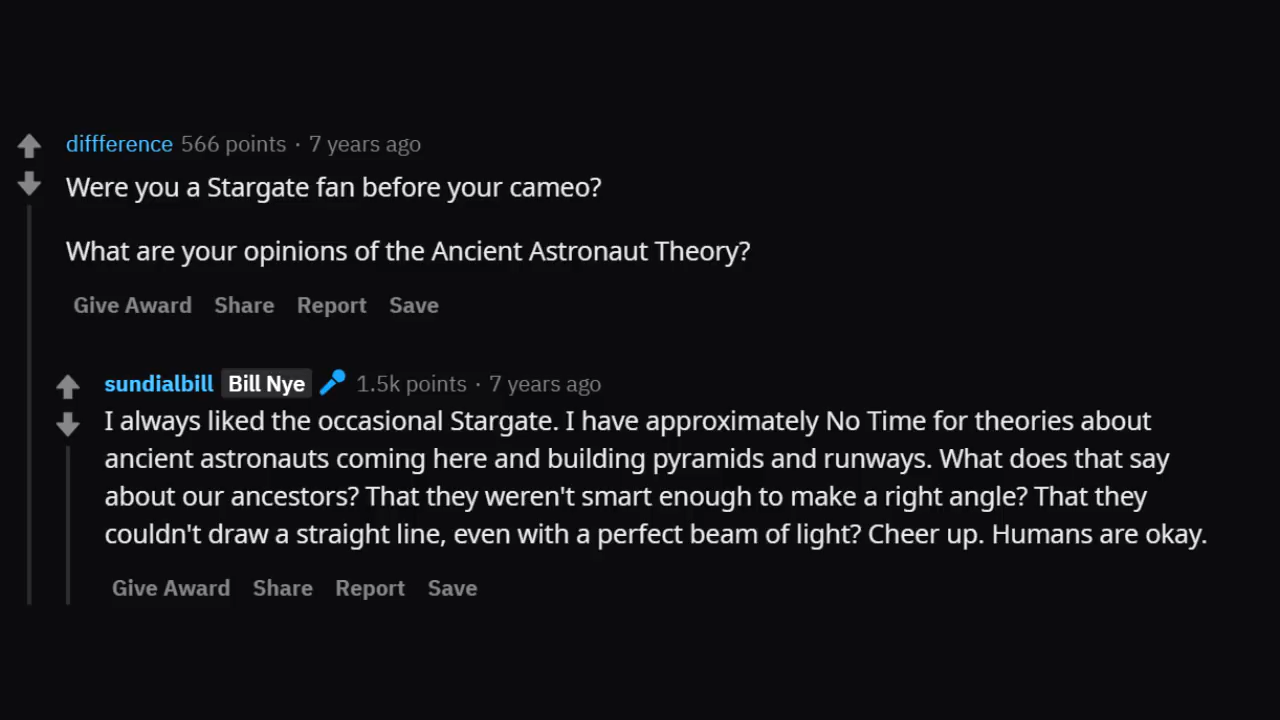 diffference 566 points · 7 years ago
Were you a Stargate fan before your cameo?
What are your opinions of the Ancient Astronaut Theory?
Give Award Share Report Save
sundialbill Bill Nye 1.5k points · 7 years ago
I always liked the occasional Stargate. I have approximately No Time for theories about
ancient astronauts coming here and building pyramids and runways. What does that say
about our ancestors? That they weren't smart enough to make a right angle? That they
couldn't draw a straight line, even with a perfect beam of light? Cheer up. Humans are okay.
Give Award Share Report Save